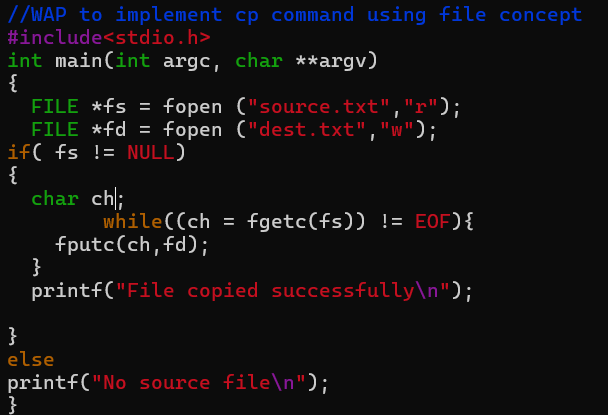 //WAP to implement cp command using file concept
#include<stdio.h>
int main(int argc, char **argv)
{
  FILE *fs = fopen ("source.txt","r");
  FILE *fd = fopen ("dest.txt","w");
if( fs != NULL)
{
  char ch;
        while((ch = fgetc(fs)) != EOF){
    fputc(ch,fd);
  }
  printf("File copied successfully\n");

}
else
printf("No source file\n");
}